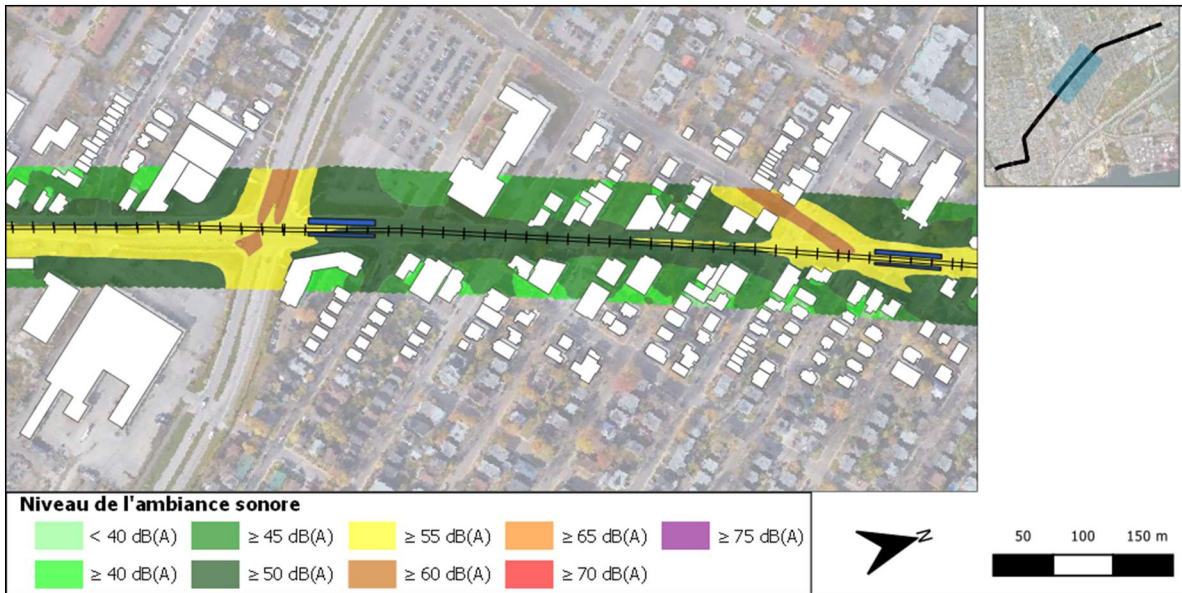 Niveau de l'ambiance sonore
< 40 dB(A) ≥ 45 dB(A) ≥ 55 dB(A) ≥ 65 dB(A) ≥ 75 dB(A)
≥ 40 dB(A) ≥ 50 dB(A) ≥ 60 dB(A) ≥ 70 dB(A)
N
50 100 150 m